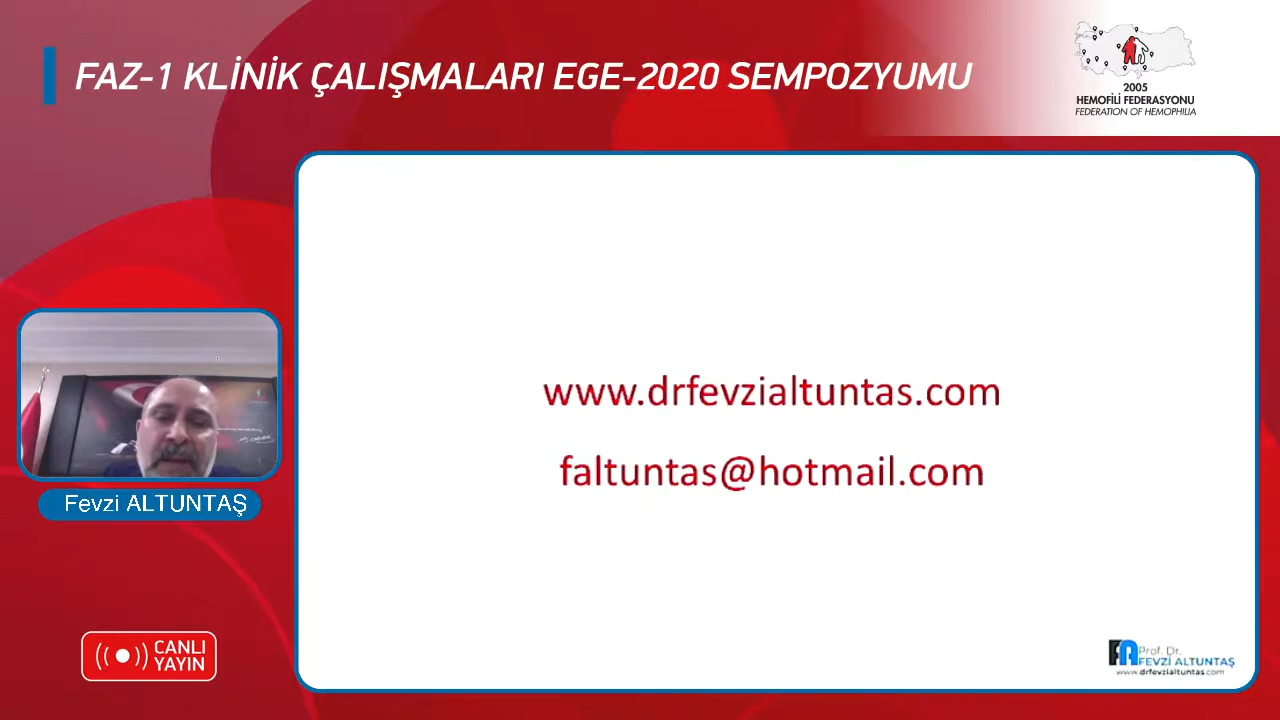 FAZ-1 KLİNİK ÇALIŞMALARI EGE-2020 SEMPOZYUMU
2005
HEMOFİLİ FEDERASYONU
FEDERATION OF HEMOPHILIA
www.drfevzialtuntas.com
faltuntas@hotmail.com
Fevzi ALTUNTAŞ
CANLI
YAYIN
FA Prof. Dr.
FEVZİ ALTUNTAŞ
www.drfevzialtuntas.com